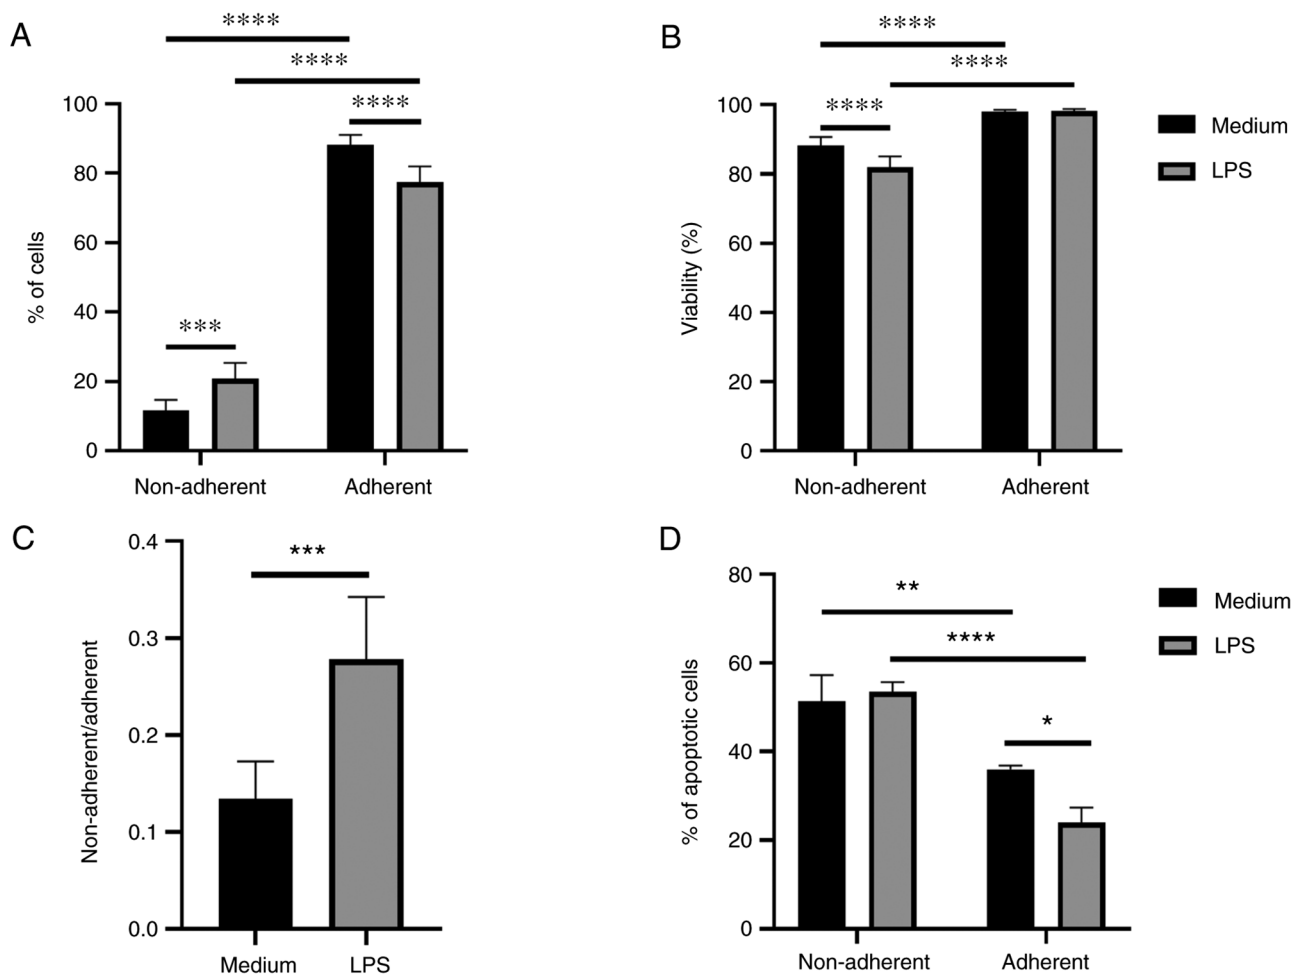 A
****
****
****
***
% of cells
100
80
60
40
20
0
Non-adherent
Adherent
B
****
****
****
Viability (%)
100
80
60
40
20
0
Non-adherent
Adherent
Medium
LPS
C
***
Non-adherent/adherent
0.4
0.3
0.2
0.1
0.0
Medium
LPS
D
**
****
*
% of apoptotic cells
80
60
40
20
0
Non-adherent
Adherent
Medium
LPS